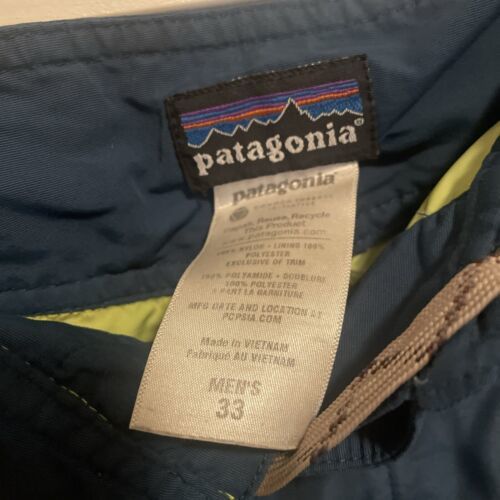 patagonia®
patagonia®
Repair, Reuse, Recycle
This Product
www.patagonia.com
100% NYLON • LINING 100%
POLYESTER
EXCLUSIVE OF TRIM
100% POLYAMIDE • DOUBLURE
100% POLYESTER
A PART LA GARNITURE
MFG DATE AND LOCATION AT
PCPSIA.COM
Made in VIETNAM
Fabriqué AU VIETNAM
MEN'S
33